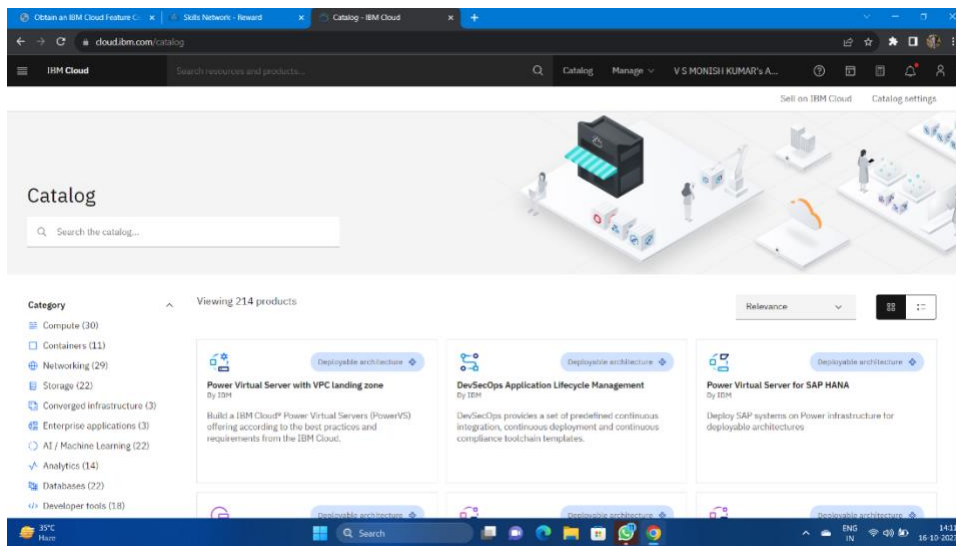 Obtain an IBM Cloud Feature Co
Skills Network - Reward
Catalog - IBM Cloud
cloud.ibm.com/catalog
IBM Cloud
Search resources and products...
Catalog
Manage
V S MONISH KUMAR's A...
Sell on IBM Cloud
Catalog settings
Catalog
Search the catalog...
Category
Viewing 214 products
Relevance
Compute (30)
Containers (11)
Networking (29)
Storage (22)
Converged infrastructure (3)
Enterprise applications (3)
AI / Machine Learning (22)
Analytics (14)
Databases (22)
Developer tools (18)
Deployable architecture
Power Virtual Server with VPC landing zone
By IBM
Build a IBM Cloud® Power Virtual Servers (PowerVS)
offering according to the best practices and
requirements from the IBM Cloud.
Deployable architecture
DevSecOps Application Lifecycle Management
By IBM
DevSecOps provides a set of predefined continuous
integration, continuous deployment and continuous
compliance toolchain templates.
Deployable architecture
Power Virtual Server for SAP HANA
By IBM
Deploy SAP systems on Power infrastructure for
deployable architectures
Deployable architecture
Deployable architecture
Deployable architecture
35°C
Haze
Search
ENG
IN
14:11
16-10-2023